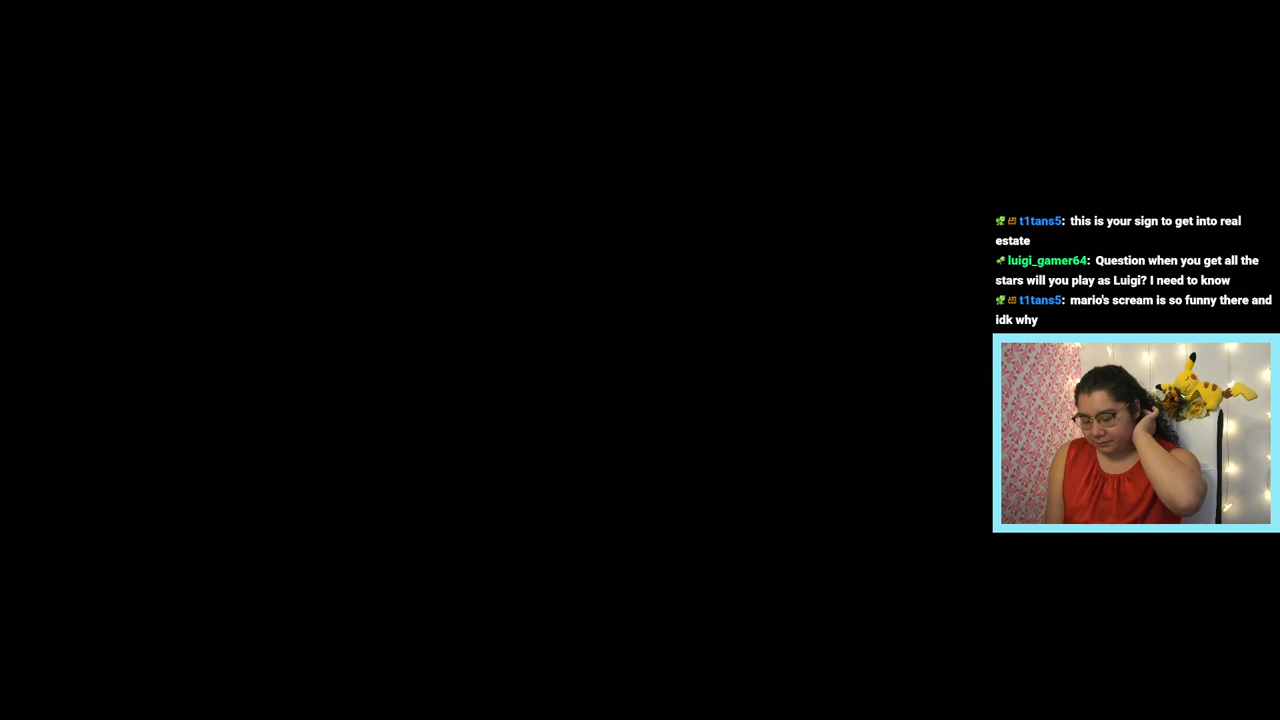 t1tans5: this is your sign to get into real
estate
luigi_gamer64: Question when you get all the
stars will you play as Luigi? I need to know
t1tans5: mario's scream is so funny there and
idk why